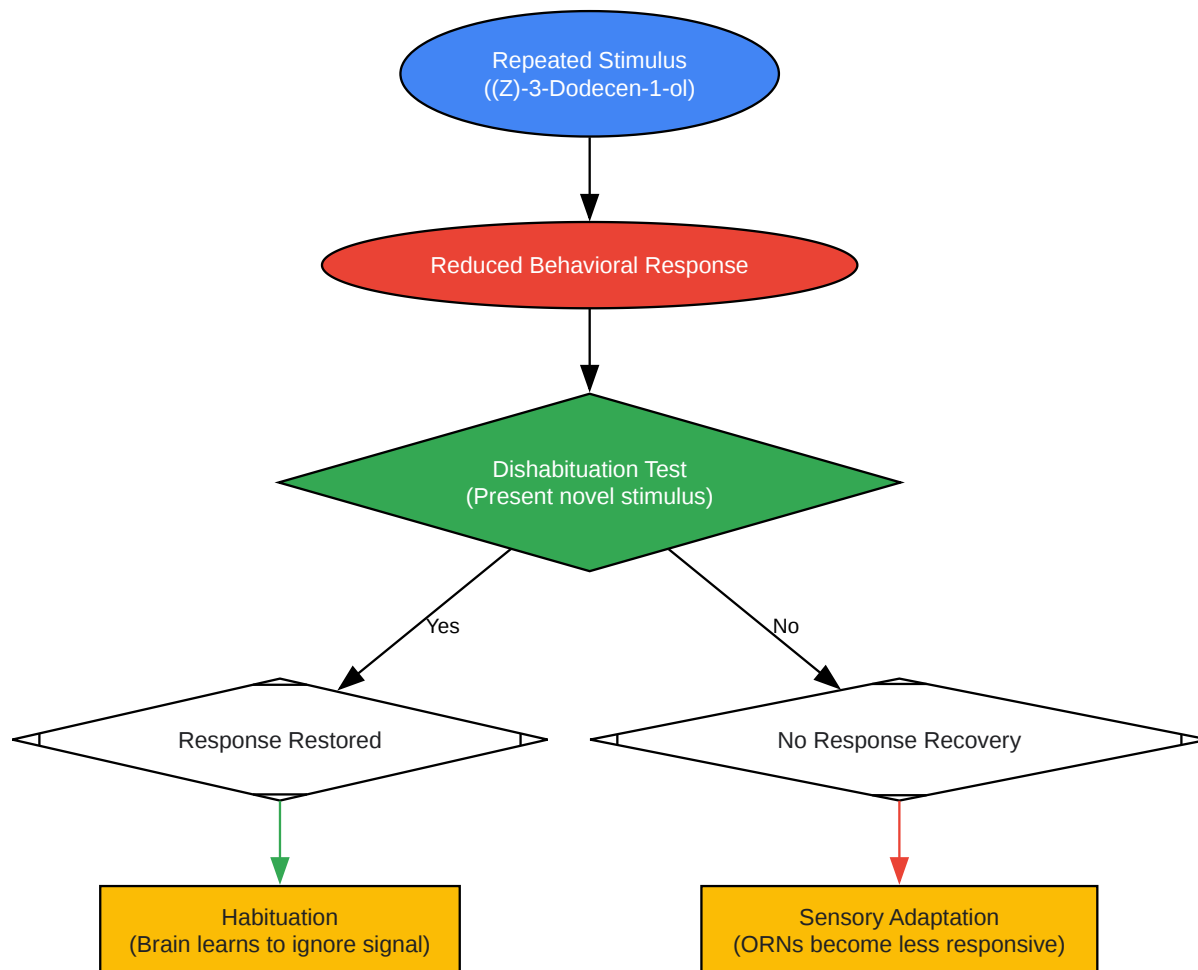 Repeated Stimulus
((Z)-3-Dodecen-1-ol)
Reduced Behavioral Response
Dishabituation Test
(Present novel stimulus)
Yes
No
Response Restored
No Response Recovery
Habituation
(Brain learns to ignore signal)
Sensory Adaptation
(ORNs become less responsive)